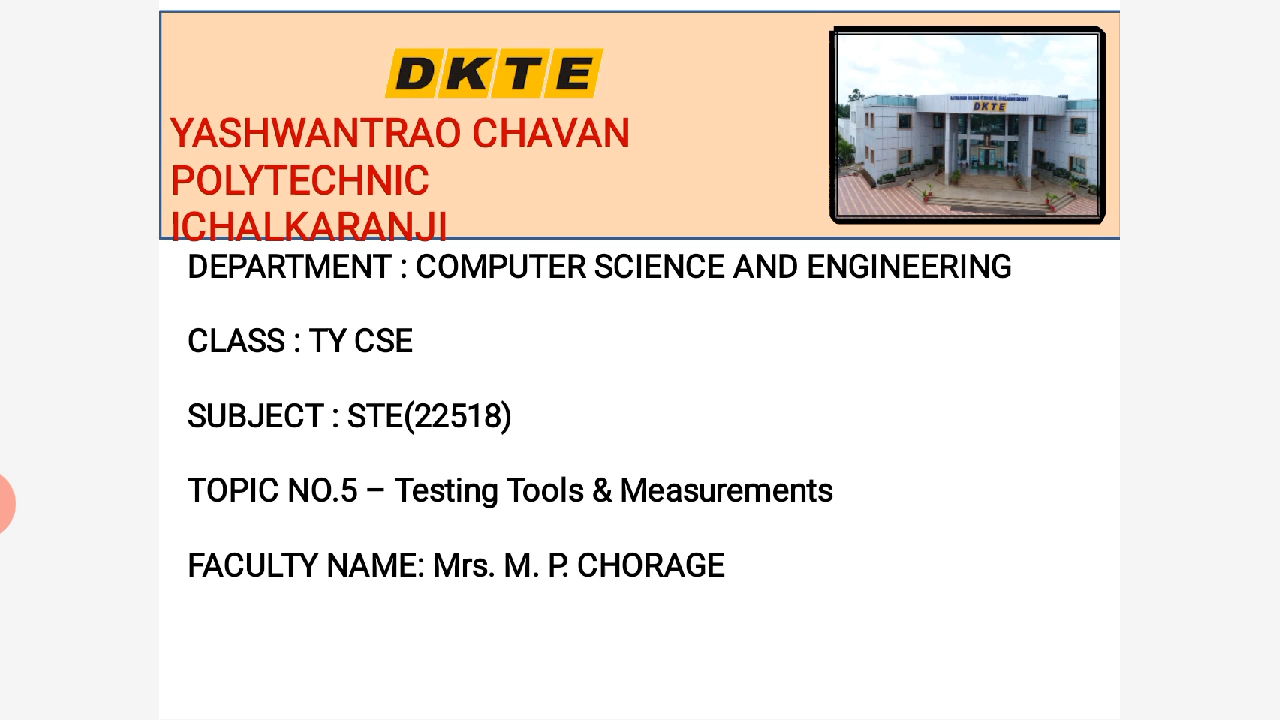 DKTE
YASHWANTRAO CHAVAN
POLYTECHNIC
ICHALKARANJI
DKTE
DEPARTMENT : COMPUTER SCIENCE AND ENGINEERING
CLASS : TY CSE
SUBJECT : STE(22518)
TOPIC NO.5 – Testing Tools & Measurements
FACULTY NAME: Mrs. M. P. CHORAGE